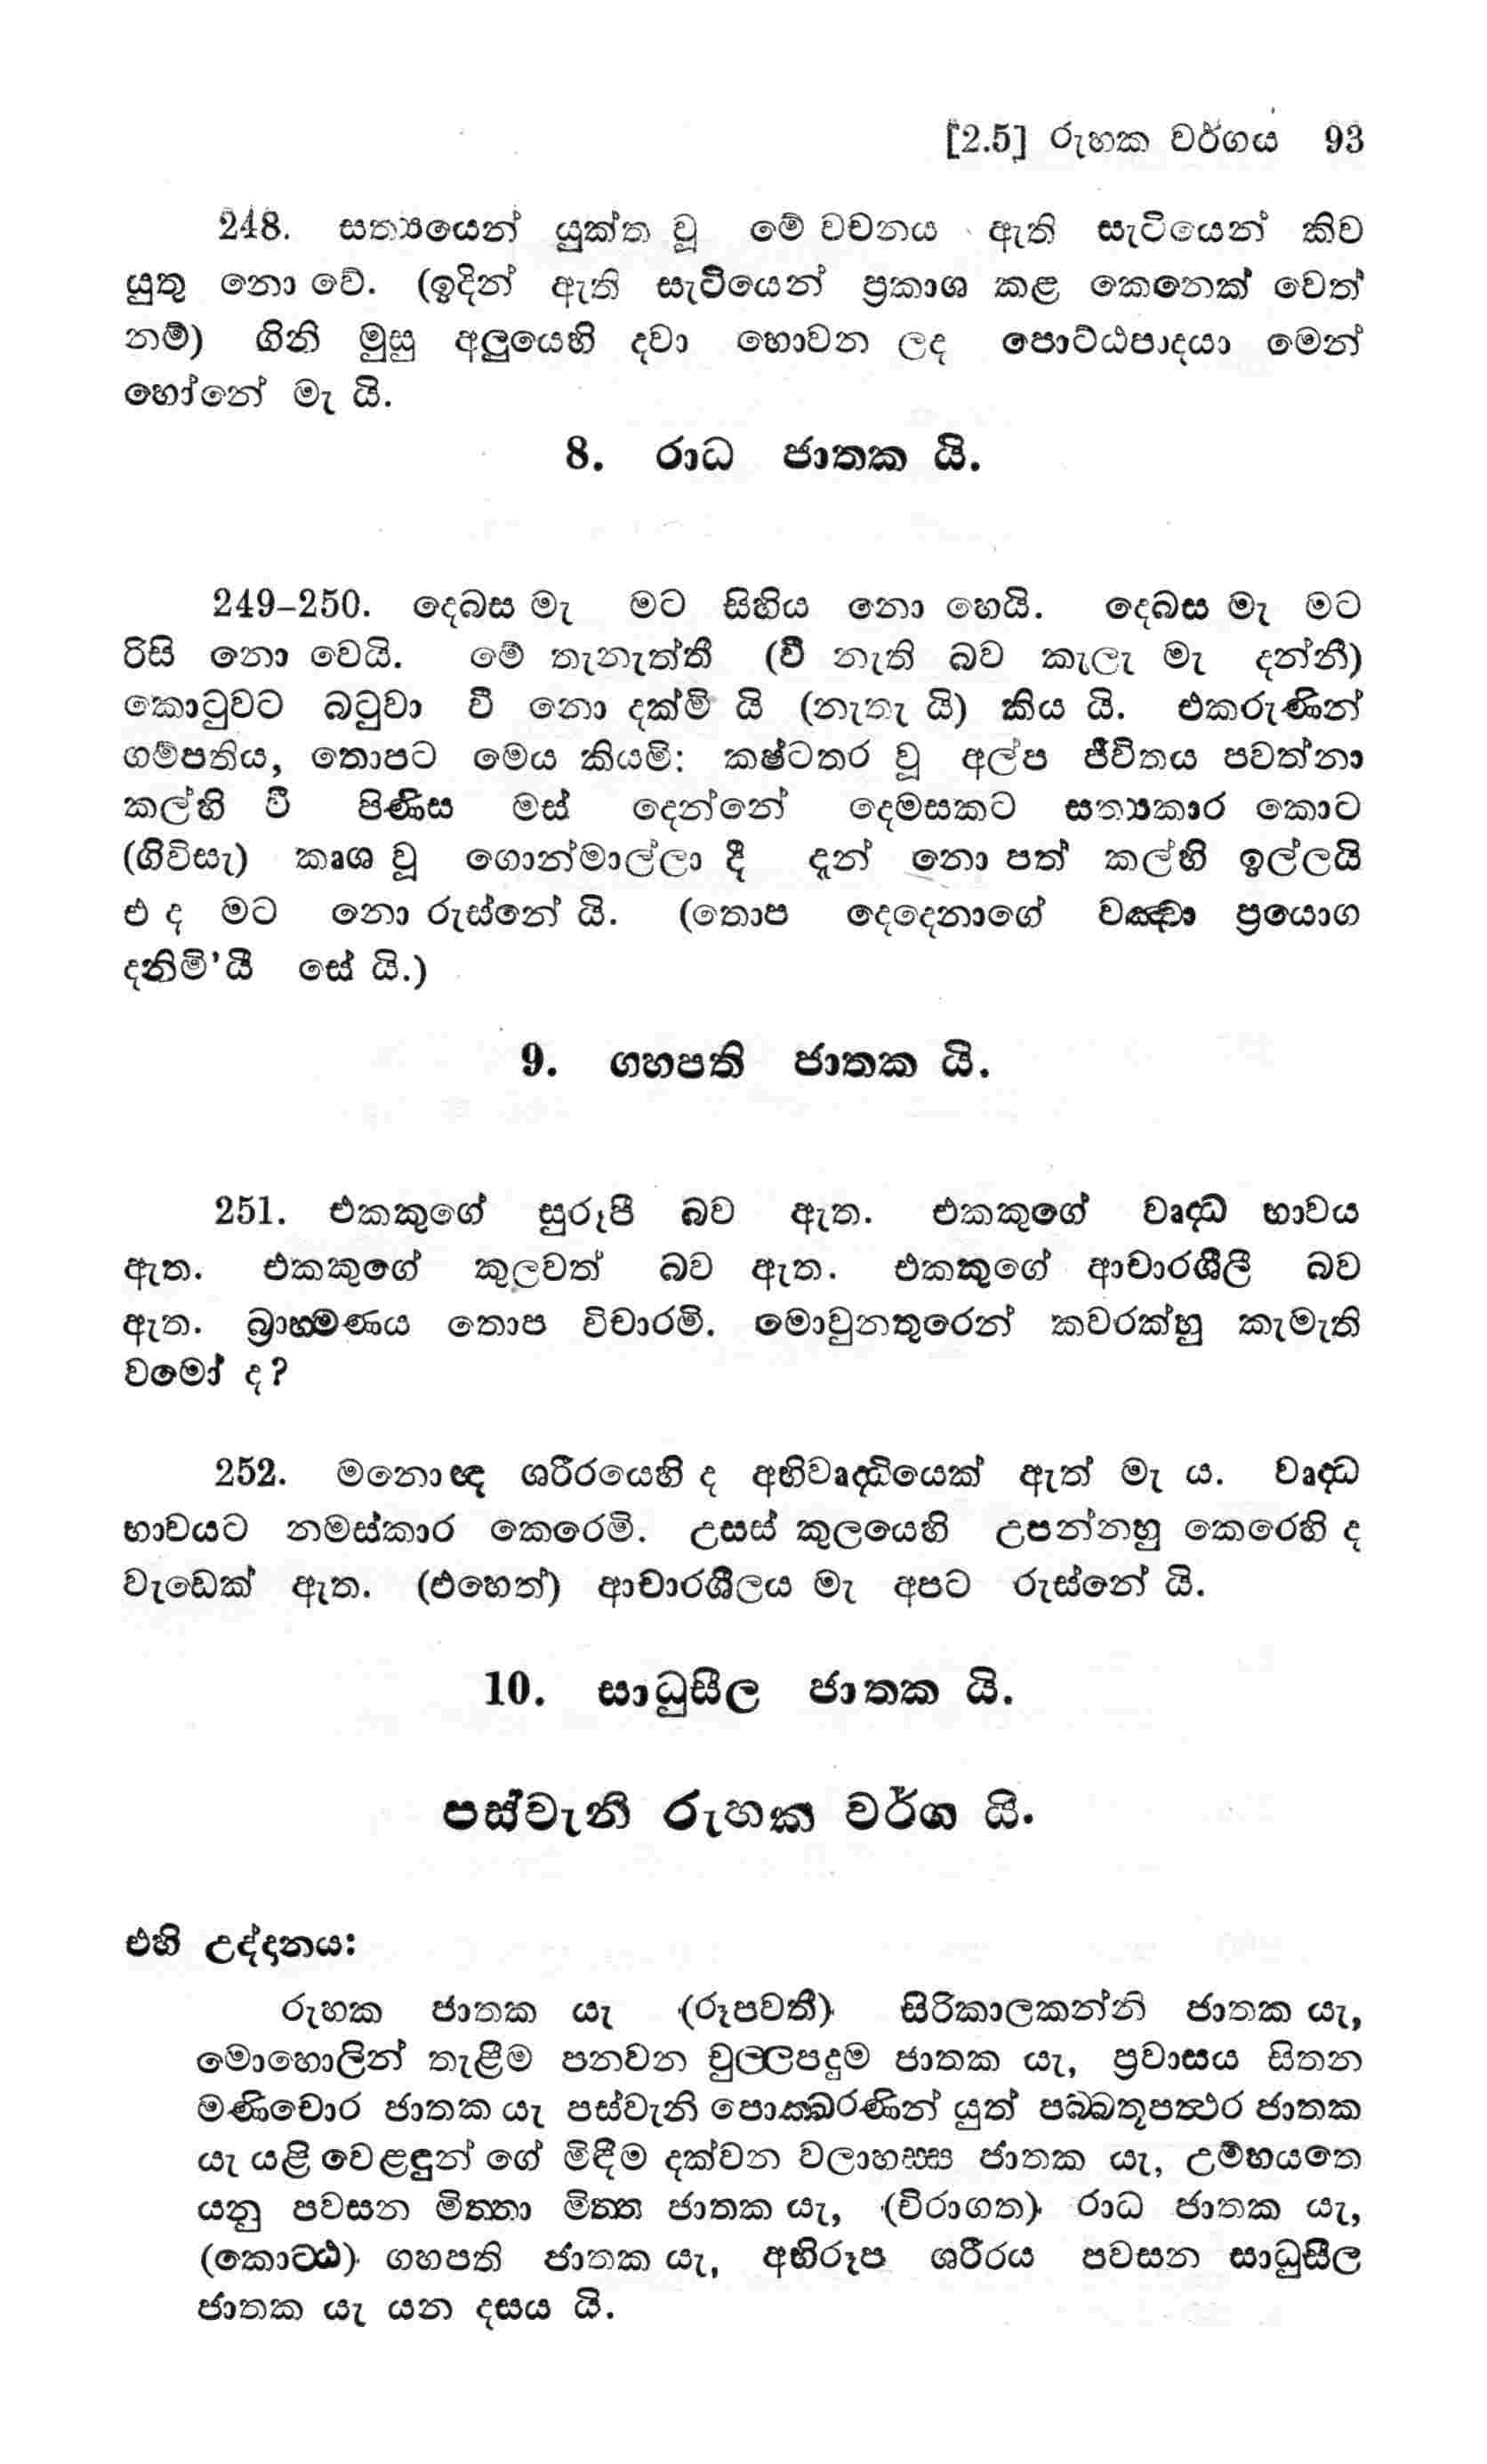 [2.5] රුහක වර්ගය 93
248. සත්‍යයෙන් යුක්ත වූ මේ වචනය ඇති සැටියෙන් කිව
යුතු නො වේ. (ඉදින් ඇති සැටියෙන් ප්‍රකාශ කළ කෙනෙක් වෙත්
නම්) ගිනි මුසු අලුයෙහි දවා හොවන ලද පොට්ඨපාදයා මෙන්
හෝනේ මැ යි.
8. රාධ ජාතක යි.
249–250. දෙබස මැ මට සිහිය නො හෙයි. දෙබස මැ මට
රිසි නො වෙයි. මේ තැනැත්තී (වී නැති බව කැලැ මැ දන්නී)
කොටුවට බටුවා වී නො දක්මි යි (නැතැ යි) කිය යි. එකරුණින්
ගම්පතිය, තොපට මෙය කියමි: කෂ්ටතර වූ අල්ප ජීවිතය පවත්නා
කල්හි වී පිණිස මස් දෙන්නේ දෙමසකට සත්‍යකාර කොට
(ගිවිසැ) කෘශ වූ ගොන්මාල්ලා දී දැන් නො පත් කල්හි ඉල්ලයි
එ ද මට නො රුස්නේ යි. (තොප දෙදෙනාගේ වඤ්චා ප්‍රයොග
දනිමි'යී සේ යි.)
9. ගහපති ජාතක යි.
251. එකකුගේ සුරූපී බව ඇත. එකකුගේ වෘද්ධ භාවය
ඇත. එකකුගේ කුලවත් බව ඇත. එකකුගේ ආචාරශීලී බව
ඇත. බ්‍රාහ්මණය තොප විචාරමි. මොවුනතුරෙන් කවරක්හු කැමැති
වමෝ ද?
252. මනොඥ ශරීරයෙහි ද අභිවෘද්ධියෙක් ඇත් මැ ය. වෘද්ධ
භාවයට නමස්කාර කෙරෙමි. උසස් කුලයෙහි උපන්නහු කෙරෙහි ද
වැඩෙක් ඇත. (එහෙත්) ආචාරශීලය මැ අපට රුස්නේ යි.
10. සාධුසීල ජාතක යි.
පස්වැනි රුහක වර්ග යි.
එහි උද්දානය:
රුහක ජාතක යැ (රූපවතී) සිරිකාලකන්නි ජාතක යැ,
මොහොලින් තැළීම පනවන චුල්ලපදුම ජාතක යැ, ප්‍රවාසය සිතන
මණිචොර ජාතක යැ පස්වැනි පොක්ඛරණින් යුත් පබ්බතූපත්ථර ජාතක
යැ යළි වෙළඳුන් ගේ මිඳීම දක්වන වලාහස්ස ජාතක යැ, උම්භයතෙ
යනු පවසන මිත්තා මිත්ත ජාතක යැ, (චිරාගත) රාධ ජාතක යැ,
(කොට්ඨ) ගහපති ජාතක යැ, අභිරූප ශරීරය පවසන සාධුසීල
ජාතක යැ යන දසය යි.